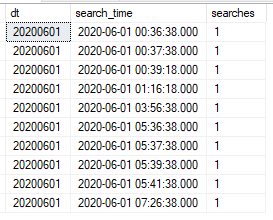 dt search_time searches
20200601 2020-06-01 00:36:38.000 1
20200601 2020-06-01 00:37:38.000 1
20200601 2020-06-01 00:39:18.000 1
20200601 2020-06-01 01:16:18.000 1
20200601 2020-06-01 03:56:38.000 1
20200601 2020-06-01 05:36:38.000 1
20200601 2020-06-01 05:37:38.000 1
20200601 2020-06-01 05:39:38.000 1
20200601 2020-06-01 05:41:38.000 1
20200601 2020-06-01 07:26:38.000 1